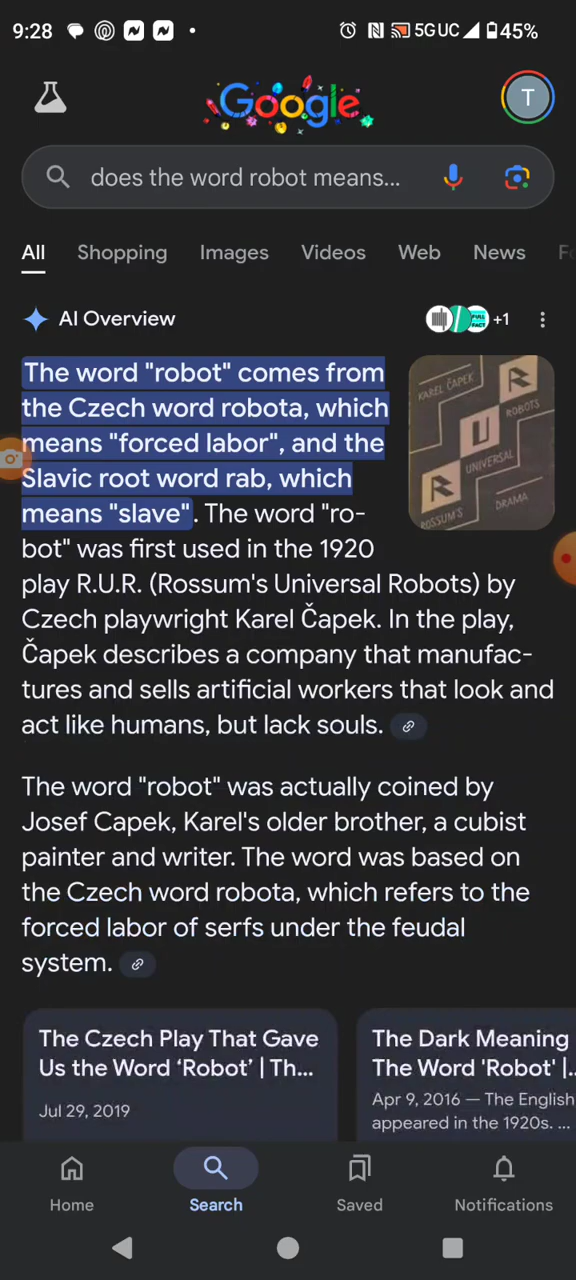 9:28 5G UC 45%
Google T
does the word robot means...
All Shopping Images Videos Web News Fo
AI Overview +1
The word "robot" comes from
the Czech word robota, which
means "forced labor", and the
Slavic root word rab, which
means "slave". The word "ro-
bot" was first used in the 1920
play R.U.R. (Rossum's Universal Robots) by
Czech playwright Karel Čapek. In the play,
Čapek describes a company that manufac-
tures and sells artificial workers that look and
act like humans, but lack souls.
KAREL ČAPEK
R
ROBOTS
U
UNIVERSAL
R
DRAMA
ROSSUM'S
FULL
FACT
The word "robot" was actually coined by
Josef Capek, Karel's older brother, a cubist
painter and writer. The word was based on
the Czech word robota, which refers to the
forced labor of serfs under the feudal
system.
The Czech Play That Gave
Us the Word ‘Robot’ | Th...
Jul 29, 2019
The Dark Meaning
The Word 'Robot' |...
Apr 9, 2016 — The English
appeared in the 1920s. ...
Home Search Saved Notifications